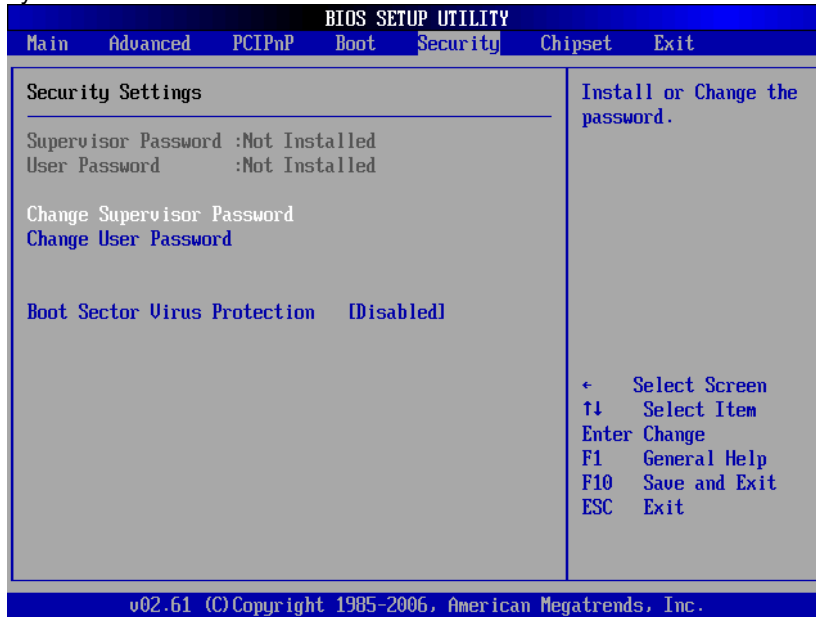 BIOS SETUP UTILITY
Main Advanced PCIPnP Boot Security Chipset Exit
Security Settings
Supervisor Password :Not Installed
User Password :Not Installed
Change Supervisor Password
Change User Password
Boot Sector Virus Protection [Disabled]
Install or Change the
password.
← Select Screen
↑↓ Select Item
Enter Change
F1 General Help
F10 Save and Exit
ESC Exit
v02.61 (C)Copyright 1985-2006, American Megatrends, Inc.